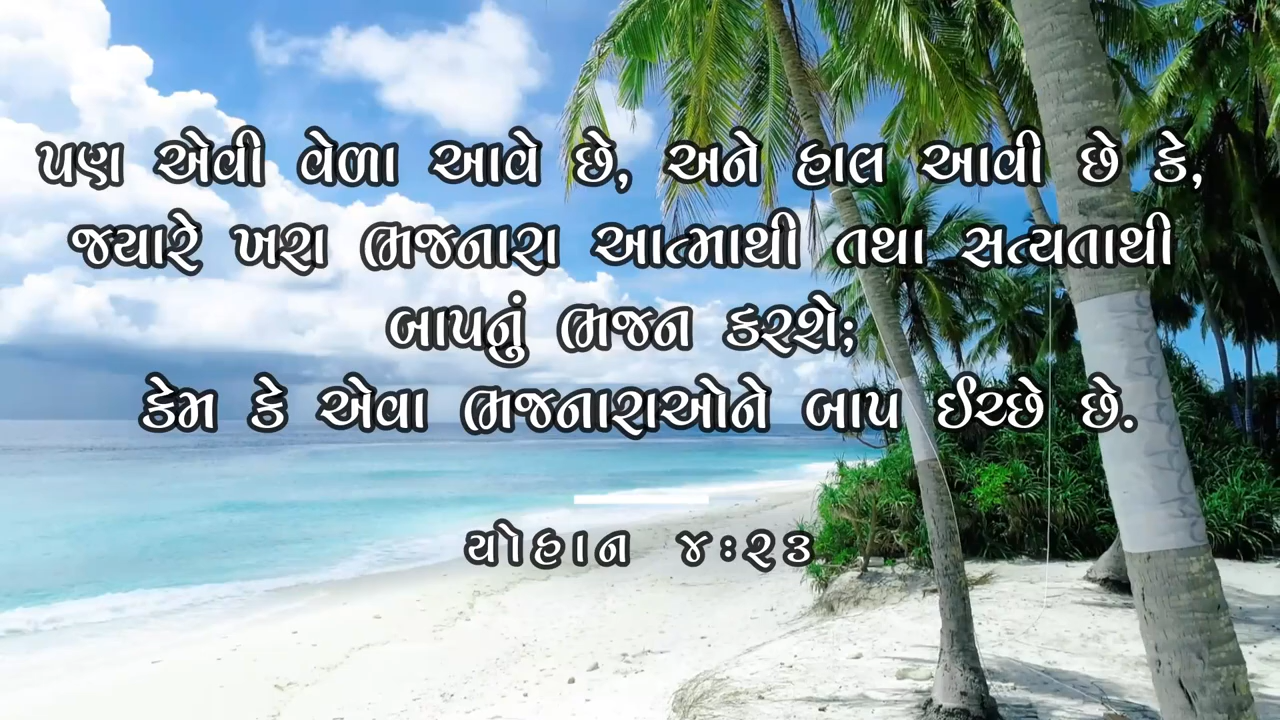 પણ એવી વેળા આવે છે, અને હાલ આવી છે કે,
જ્યારે ખરા ભજનારા આત્માથી તથા સત્યતાથી
બાપનું ભજન કરશે;
કેમ કે એવા ભજનારાઓને બાપ ઈચ્છે છે.
યોહાન ૪:૨૩